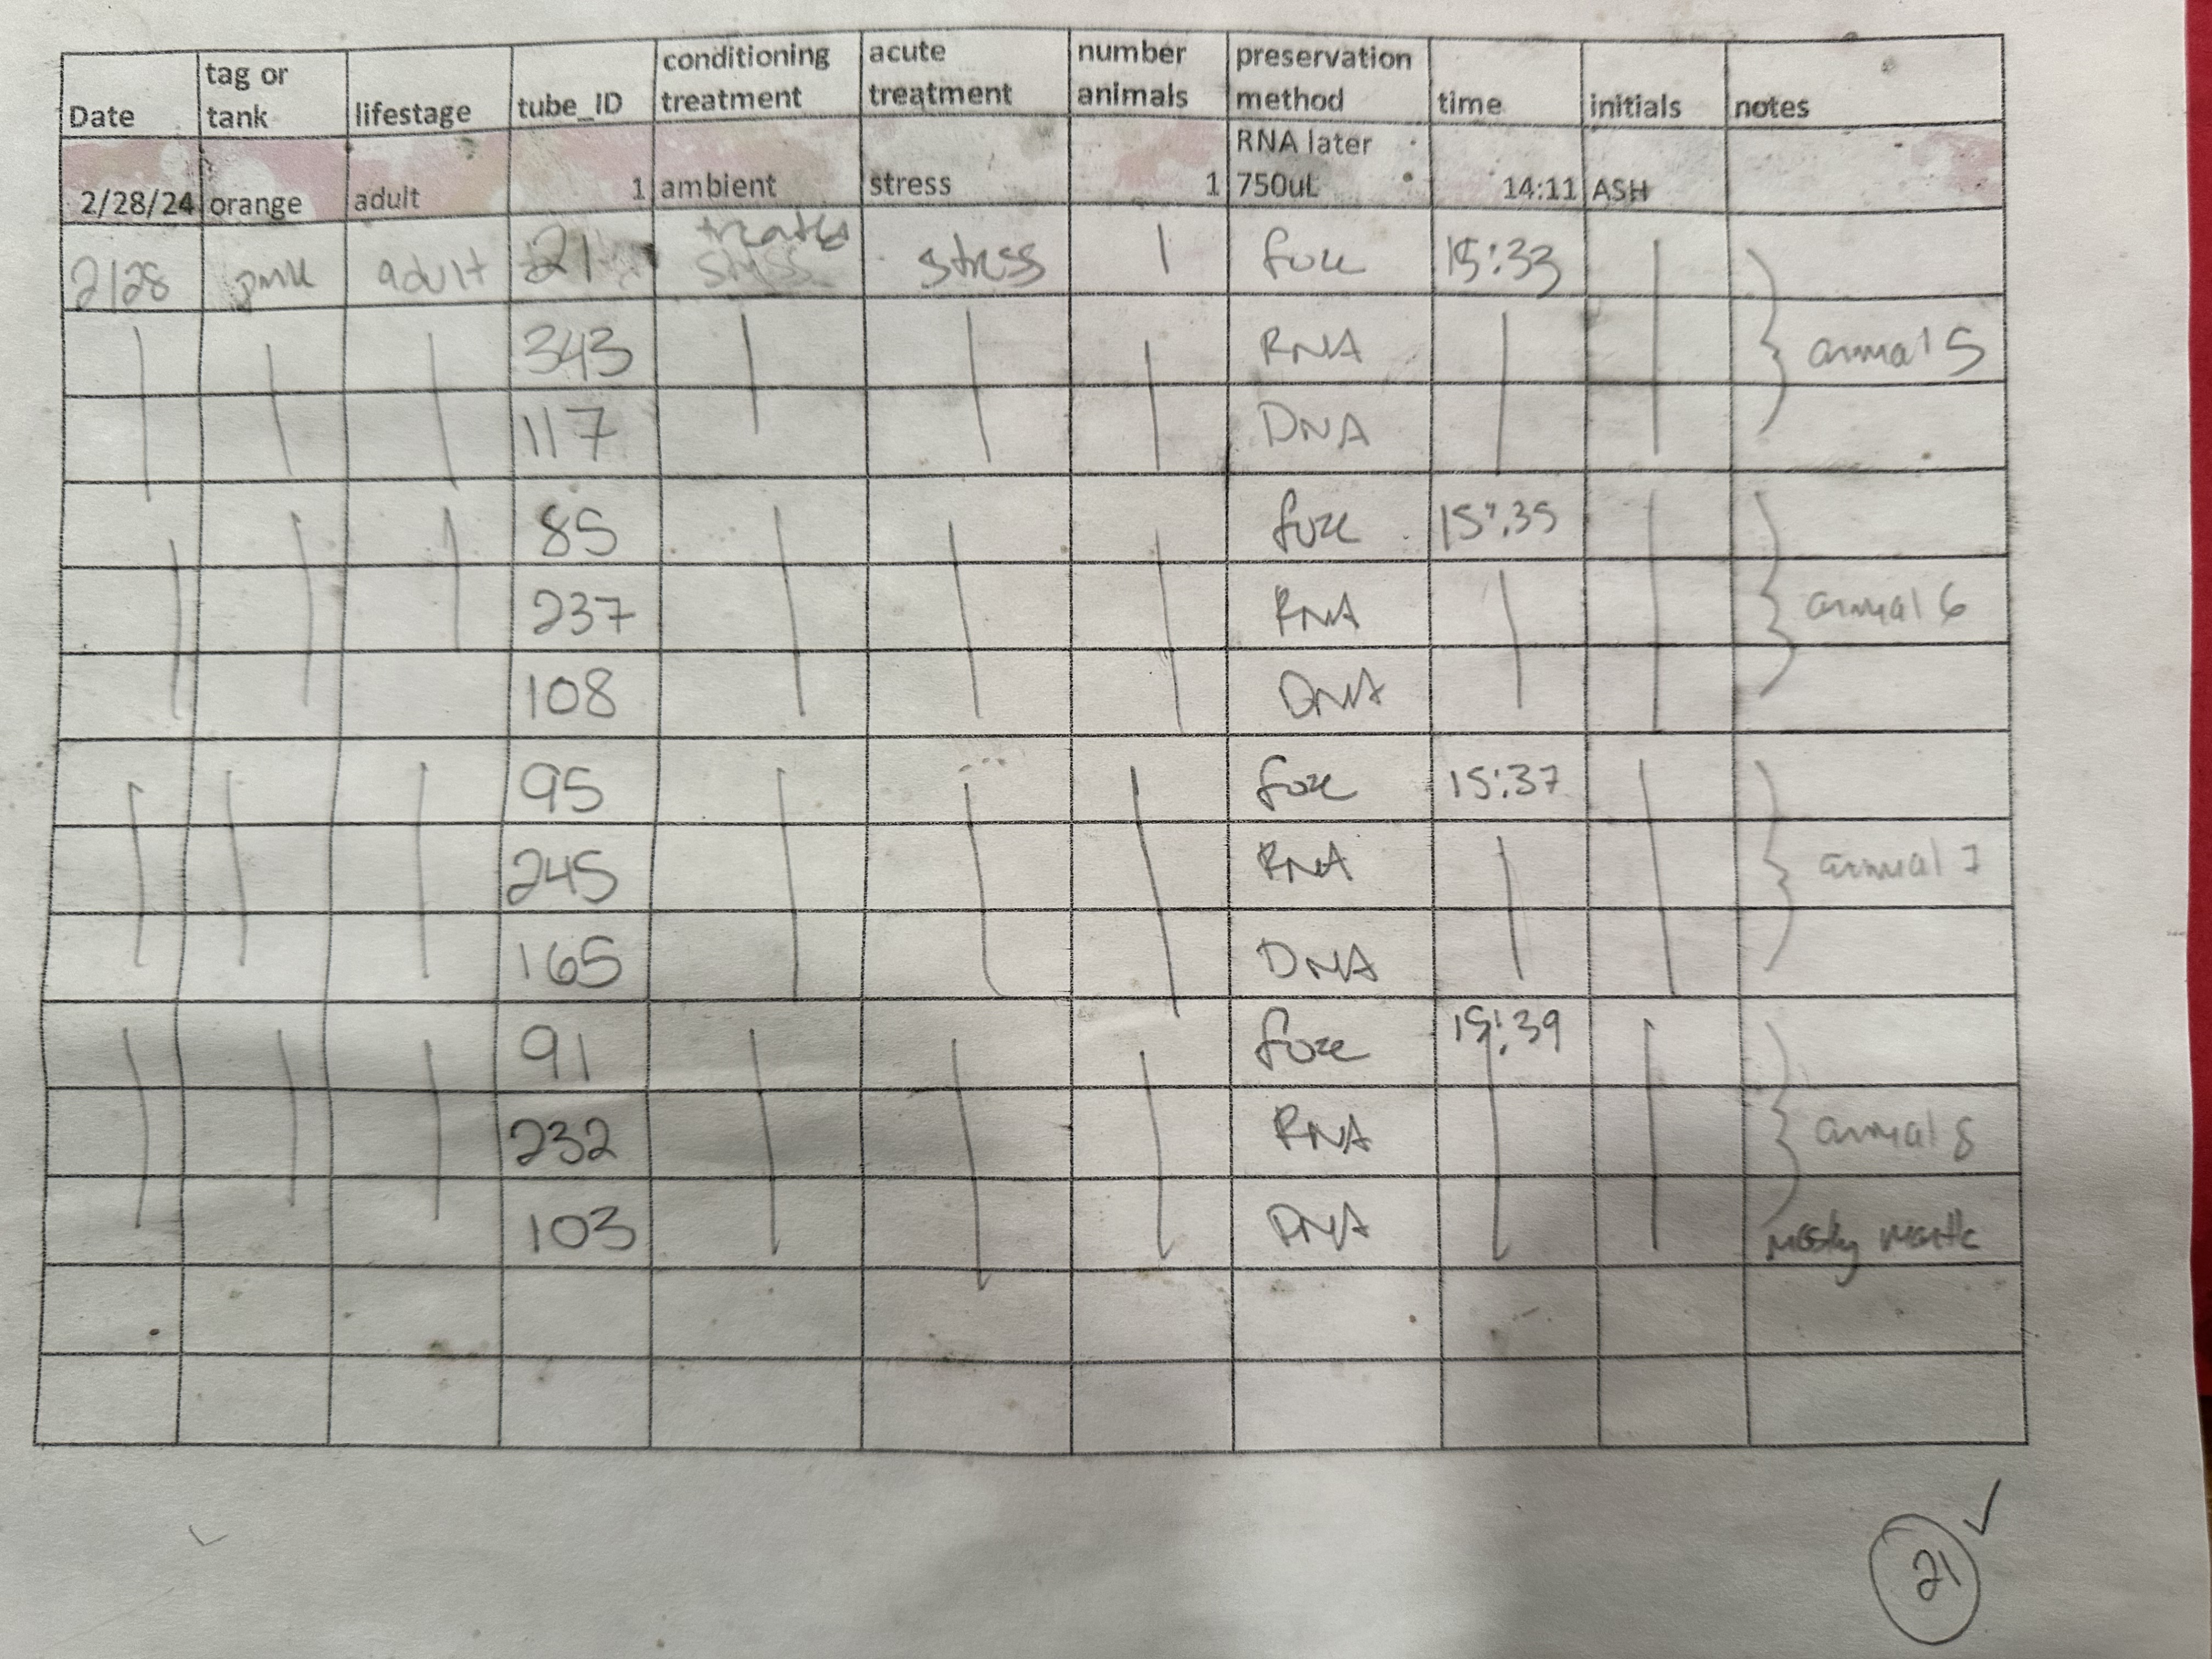 Date tag or tank lifestage tube_ID conditioning treatment acute treatment number animals preservation method time initials notes
2/28/24 orange adult 1 ambient stress 1 RNA later 750uL 14:11 ASH
2/28 pink adult 21 treated stress 1 froze 15:33
343 RNA animal 5
117 DNA
85 froze 15:35
237 RNA animal 6
108 DNA
95 froze 15:37
245 RNA animal 7
165 DNA
91 froze 15:39
232 RNA animal 8
103 DNA mostly mantle
21